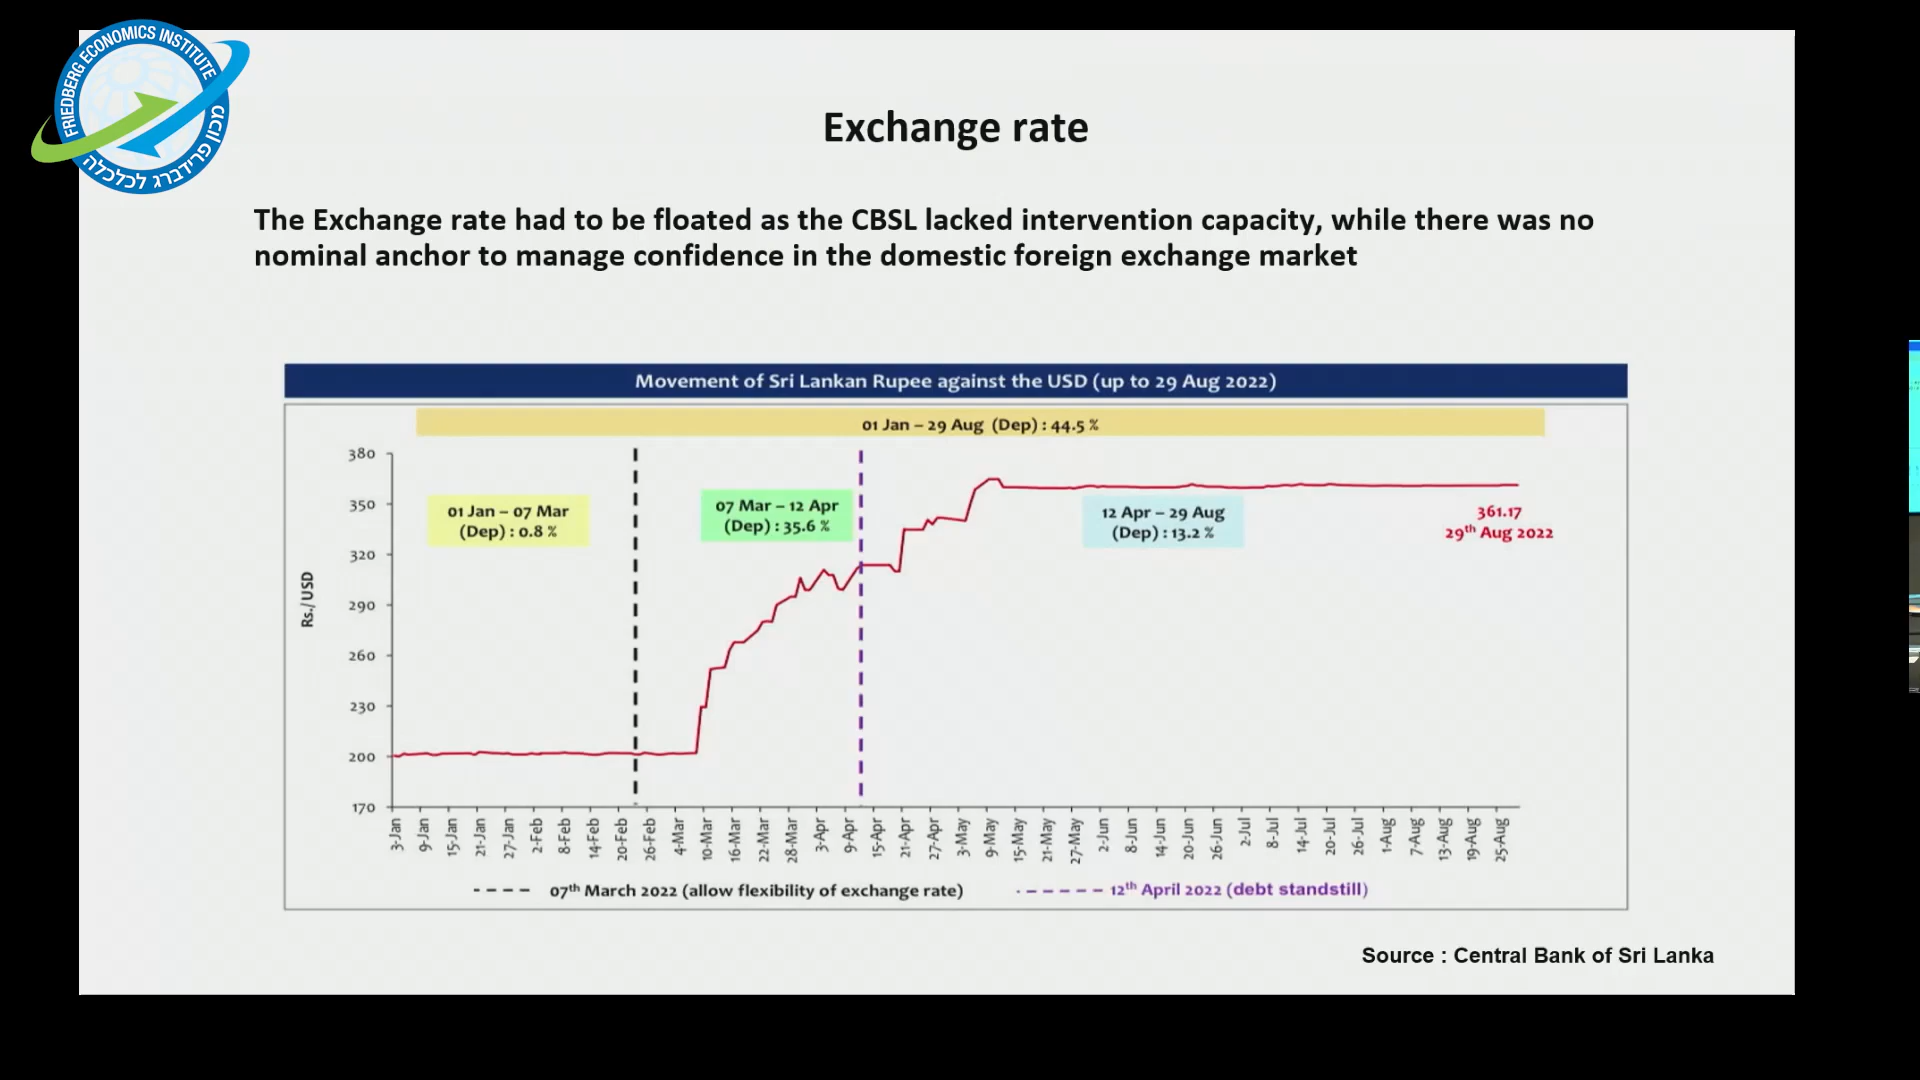 FRIEDBERG ECONOMICS INSTITUTE
מכון פרידברג לכלכלה
Exchange rate
The Exchange rate had to be floated as the CBSL lacked intervention capacity, while there was no
nominal anchor to manage confidence in the domestic foreign exchange market
Movement of Sri Lankan Rupee against the USD (up to 29 Aug 2022)
01 Jan – 29 Aug (Dep) : 44.5 %
01 Jan – 07 Mar
(Dep) : 0.8 %
07 Mar – 12 Apr
(Dep) : 35.6 %
12 Apr – 29 Aug
(Dep) : 13.2 %
361.17
29th Aug 2022
Rs./USD
380
350
320
290
260
230
200
170
3-Jan
9-Jan
15-Jan
21-Jan
27-Jan
2-Feb
8-Feb
14-Feb
20-Feb
26-Feb
4-Mar
10-Mar
16-Mar
22-Mar
28-Mar
3-Apr
9-Apr
15-Apr
21-Apr
27-Apr
3-May
9-May
15-May
21-May
27-May
2-Jun
8-Jun
14-Jun
20-Jun
26-Jun
2-Jul
8-Jul
14-Jul
20-Jul
26-Jul
1-Aug
7-Aug
13-Aug
19-Aug
25-Aug
07th March 2022 (allow flexibility of exchange rate)
12th April 2022 (debt standstill)
Source : Central Bank of Sri Lanka